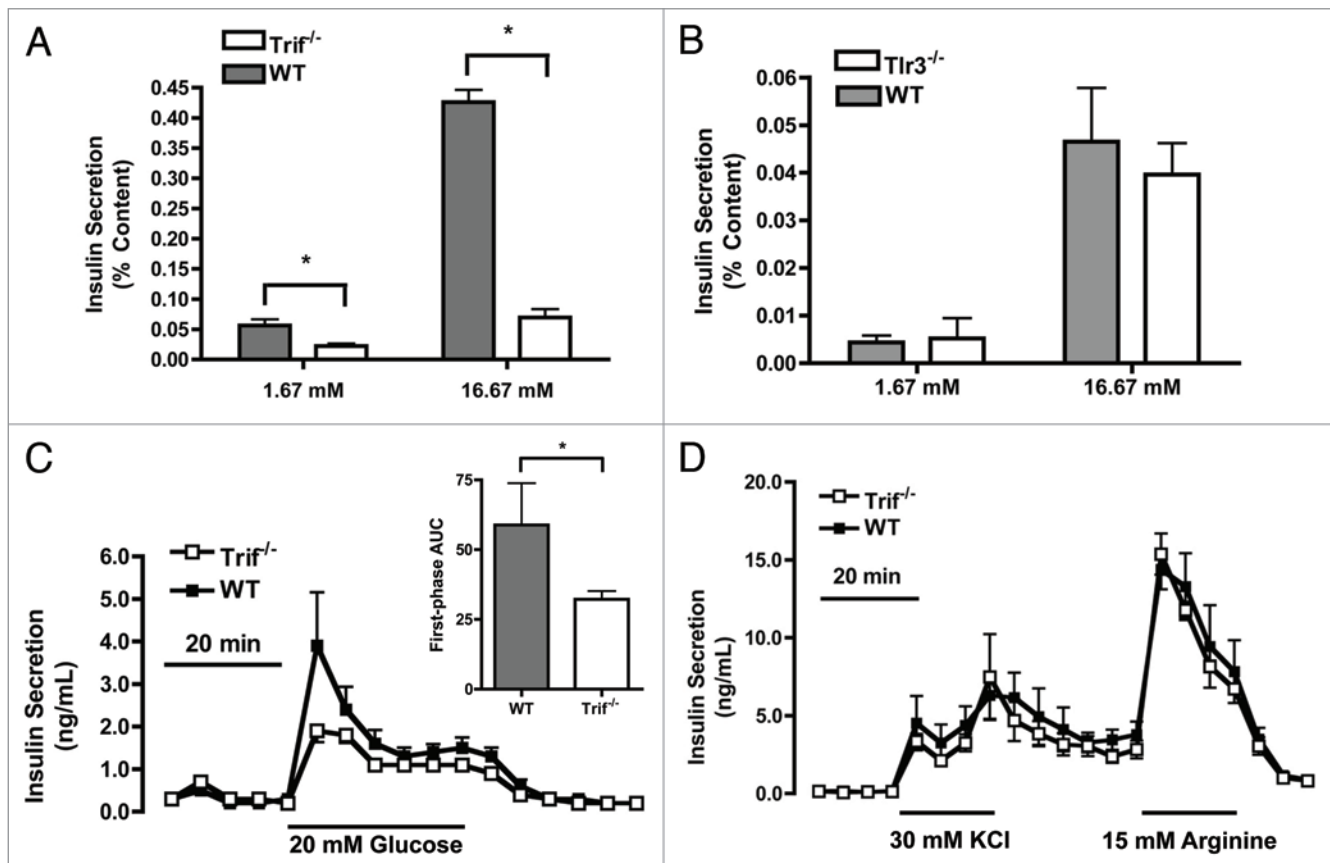 A
Trif-/-
WT
*
*
Insulin Secretion
(% Content)
0.45
0.40
0.35
0.30
0.25
0.20
0.15
0.10
0.05
0.00
1.67 mM
16.67 mM
B
Tlr3-/-
WT
Insulin Secretion
(% Content)
0.06
0.05
0.04
0.03
0.02
0.01
0.00
1.67 mM
16.67 mM
C
Trif-/-
WT
20 min
Insulin Secretion
(ng/mL)
6.0
5.0
4.0
3.0
2.0
1.0
0.0
20 mM Glucose
*
First-phase AUC
75
50
25
0
WT
Trif-/-
D
Trif-/-
WT
20 min
Insulin Secretion
(ng/mL)
20.0
15.0
10.0
5.0
0.0
30 mM KCl
15 mM Arginine